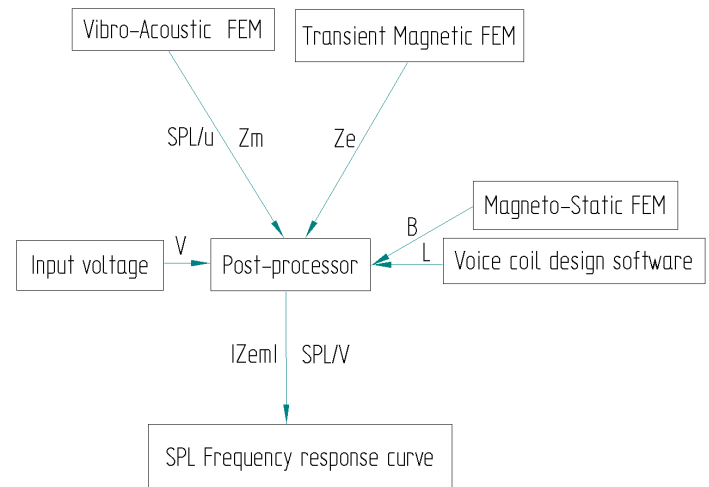 Vibro-Acoustic FEM
Transient Magnetic FEM
SPL/u
Zm
Ze
Magneto-Static FEM
B
V
L
Input voltage
Post-processor
Voice coil design software
|Zem|
SPL/V
SPL Frequency response curve